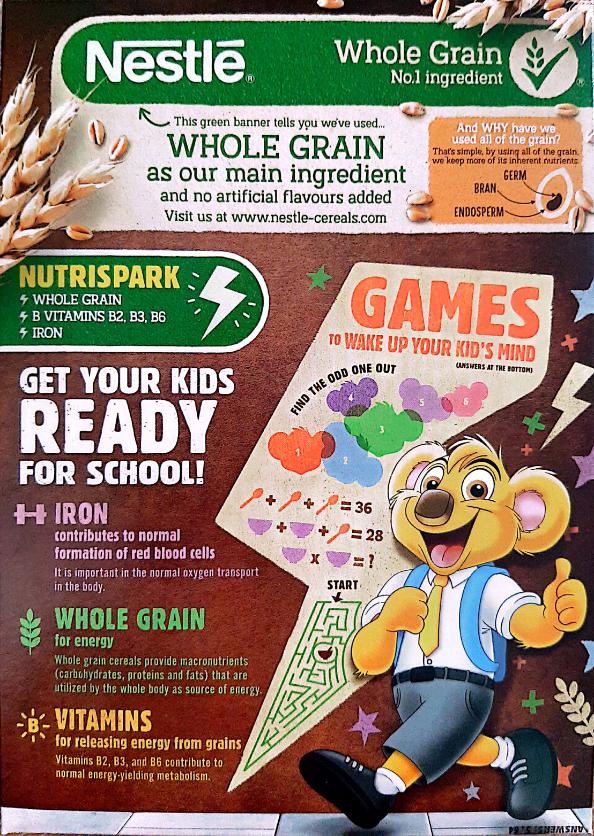 Nestlé®
Whole Grain
No.1 ingredient
This green banner tells you we've used...
WHOLE GRAIN
as our main ingredient
and no artificial flavours added
Visit us at www.nestle-cereals.com
And WHY have we
used all of the grain?
That's simple, by using all of the grain,
we keep more of its inherent nutrients
GERM
BRAN
ENDOSPERM
NUTRISPARK
WHOLE GRAIN
B VITAMINS B2, B3, B6
IRON
GET YOUR KIDS
READY
FOR SCHOOL!
IRON
contributes to normal
formation of red blood cells
It is important in the normal oxygen transport
in the body.
WHOLE GRAIN
for energy
Whole grain cereals provide macronutrients
(carbohydrates, proteins and fats) that are
utilized by the whole body as source of energy.
B
VITAMINS
for releasing energy from grains
Vitamins B2, B3, and B6 contribute to
normal energy-yielding metabolism.
GAMES
TO WAKE UP YOUR KID'S MIND
(ANSWERS AT THE BOTTOM)
FIND THE ODD ONE OUT
4
5
6
3
1
2
+ + = 36
+ + = 28
x = ?
START
ANSWERS: 5, 64